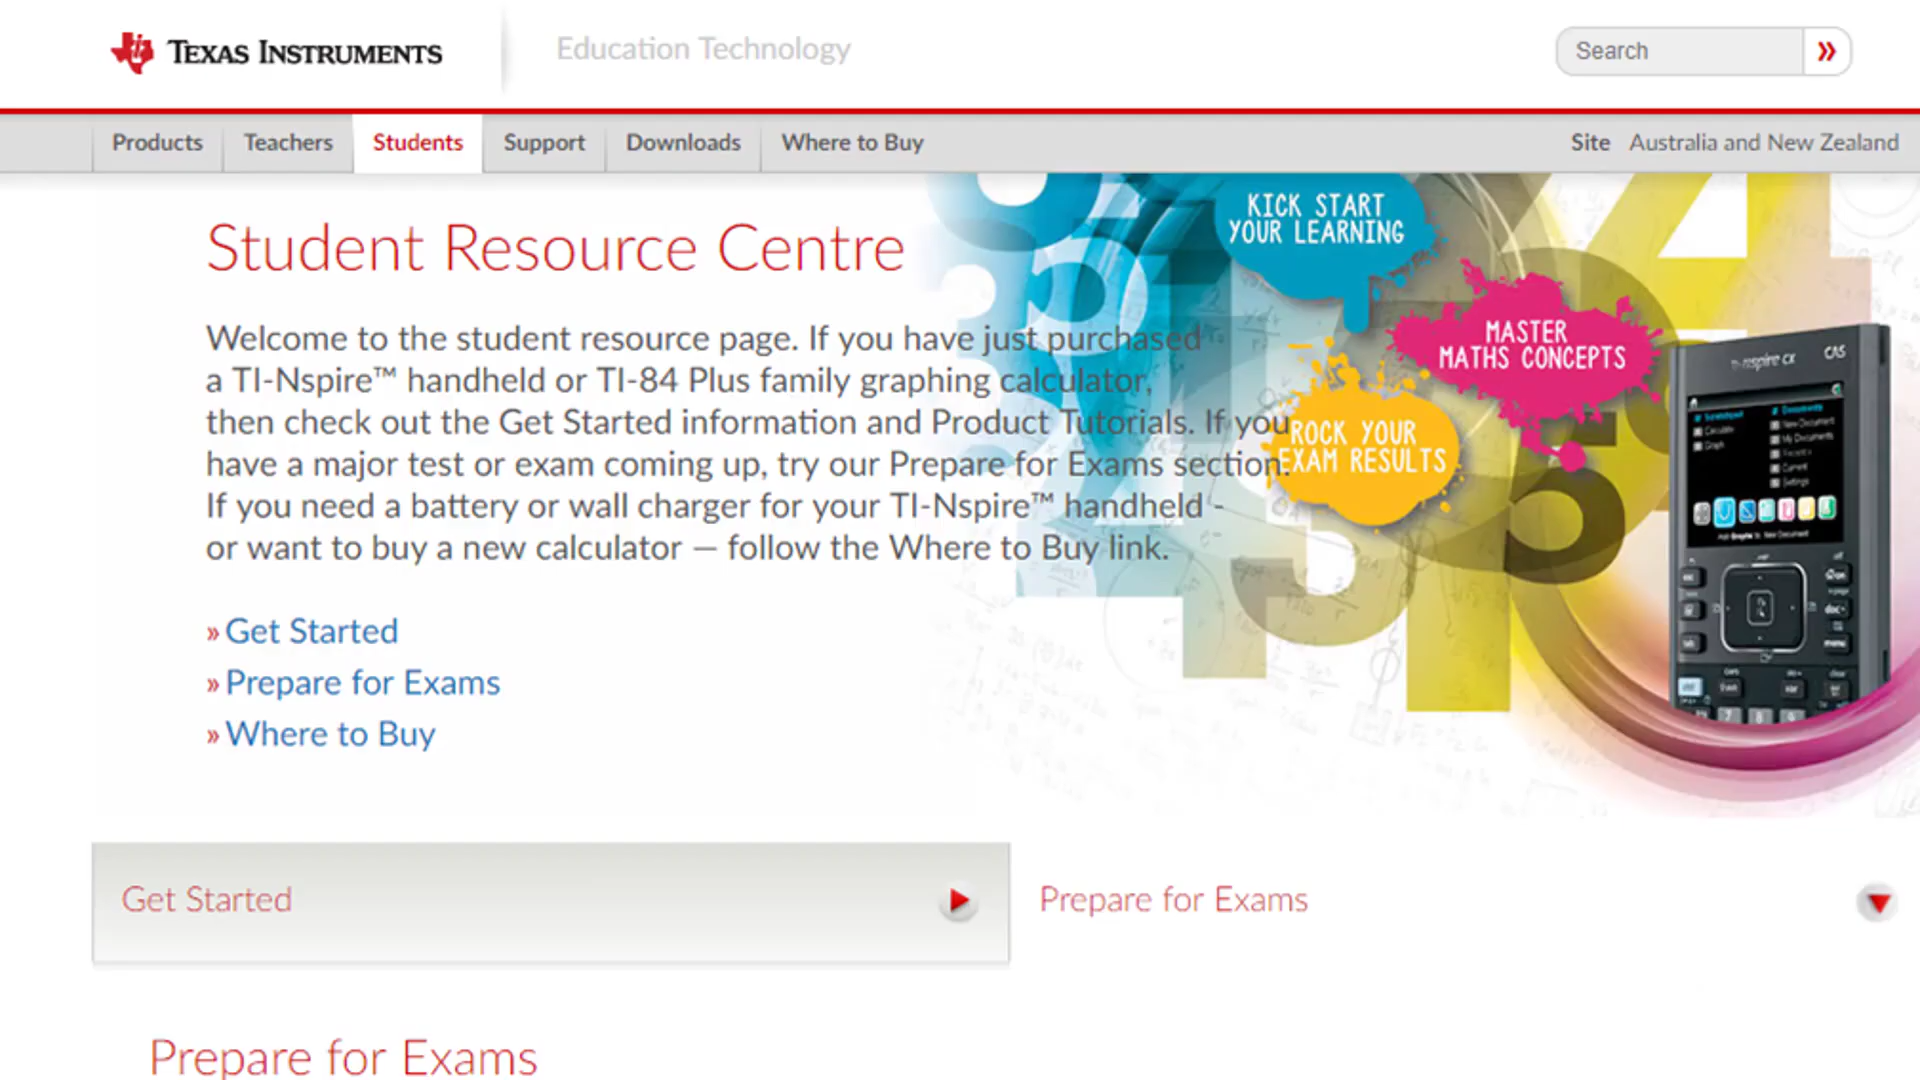 TEXAS INSTRUMENTS
Education Technology
Search
Products
Teachers
Students
Support
Downloads
Where to Buy
Site Australia and New Zealand
Student Resource Centre
KICK START
YOUR LEARNING
MASTER
MATHS CONCEPTS
ROCK YOUR
EXAM RESULTS
Welcome to the student resource page. If you have just purchased
a TI-Nspire™ handheld or TI-84 Plus family graphing calculator,
then check out the Get Started information and Product Tutorials. If you
have a major test or exam coming up, try our Prepare for Exams section.
If you need a battery or wall charger for your TI-Nspire™ handheld -
or want to buy a new calculator — follow the Where to Buy link.
» Get Started
» Prepare for Exams
» Where to Buy
TI-nspire CX CAS
Get Started
Prepare for Exams
Prepare for Exams